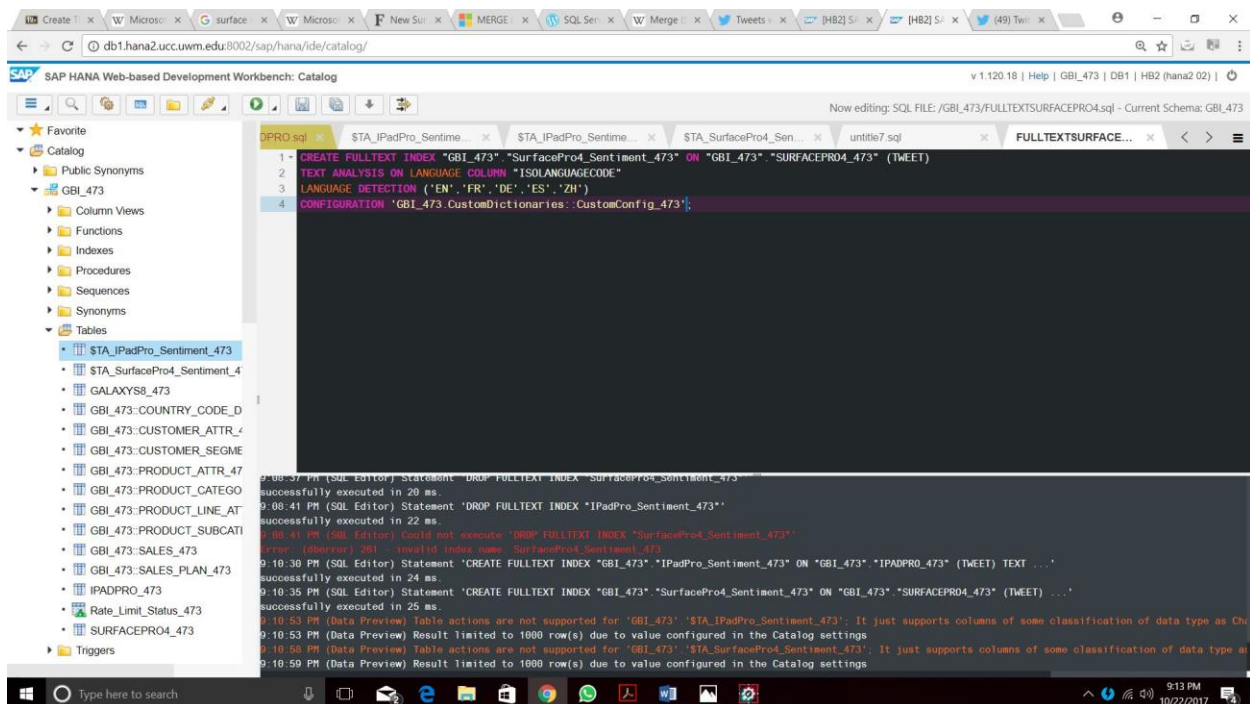 Create T
Microso
surface
Microso
New Sur
MERGE
SQL Ser
Merge
Tweets
[HB2] SA
[HB2] SA
(49) Twit
db1.hana2.ucc.uwm.edu:8002/sap/hana/ide/catalog/
SAP SAP HANA Web-based Development Workbench: Catalog
v 1.120.18 | Help | GBI_473 | DB1 | HB2 (hana2 02) |
Now editing: SQL FILE: /GBI_473/FULLTEXTSURFACEPRO4.sql - Current Schema: GBI_473
Favorite
Catalog
Public Synonyms
GBI_473
Column Views
Functions
Indexes
Procedures
Sequences
Synonyms
Tables
$TA_IPadPro_Sentiment_473
$TA_SurfacePro4_Sentiment_4
GALAXYS8_473
GBI_473::COUNTRY_CODE_D
GBI_473::CUSTOMER_ATTR_4
GBI_473::CUSTOMER_SEGME
GBI_473::PRODUCT_ATTR_47
GBI_473::PRODUCT_CATEGO
GBI_473::PRODUCT_LINE_AT
GBI_473::PRODUCT_SUBCATI
GBI_473::SALES_473
GBI_473::SALES_PLAN_473
IPADPRO_473
Rate_Limit_Status_473
SURFACEPRO4_473
Triggers
DPRO.sql
$TA_IPadPro_Sentime...
$TA_IPadPro_Sentime...
$TA_SurfacePro4_Sen...
untitle7.sql
FULLTEXTSURFACE...
1 CREATE FULLTEXT INDEX "GBI_473"."SurfacePro4_Sentiment_473" ON "GBI_473"."SURFACEPRO4_473" (TWEET)
2 TEXT ANALYSIS ON LANGUAGE COLUMN "ISOLANGUAGECODE"
3 LANGUAGE DETECTION ('EN','FR','DE','ES','ZH')
4 CONFIGURATION 'GBI_473.CustomDictionaries::CustomConfig_473';
9:08:37 PM (SQL Editor) Statement 'DROP FULLTEXT INDEX "SurfacePro4_Sentiment_473"'
successfully executed in 20 ms.
9:08:41 PM (SQL Editor) Statement 'DROP FULLTEXT INDEX "IPadPro_Sentiment_473"'
successfully executed in 22 ms.
9:08:41 PM (SQL Editor) Could not execute 'DROP FULLTEXT INDEX "SurfacePro4_Sentiment_473"'
Error: (dberror) 261 - invalid index name: SurfacePro4_Sentiment_473
9:10:30 PM (SQL Editor) Statement 'CREATE FULLTEXT INDEX "GBI_473"."IPadPro_Sentiment_473" ON "GBI_473"."IPADPRO_473" (TWEET) TEXT ...'
successfully executed in 24 ms.
9:10:35 PM (SQL Editor) Statement 'CREATE FULLTEXT INDEX "GBI_473"."SurfacePro4_Sentiment_473" ON "GBI_473"."SURFACEPRO4_473" (TWEET) ...'
successfully executed in 25 ms.
9:10:53 PM (Data Preview) Table actions are not supported for 'GBI_473'.'$TA_IPadPro_Sentiment_473'; It just supports columns of some classification of data type as Cha
9:10:53 PM (Data Preview) Result limited to 1000 row(s) due to value configured in the Catalog settings
9:10:58 PM (Data Preview) Table actions are not supported for 'GBI_473'.'$TA_SurfacePro4_Sentiment_473'; It just supports columns of some classification of data type as
9:10:59 PM (Data Preview) Result limited to 1000 row(s) due to value configured in the Catalog settings
Type here to search
9:13 PM
10/22/2017